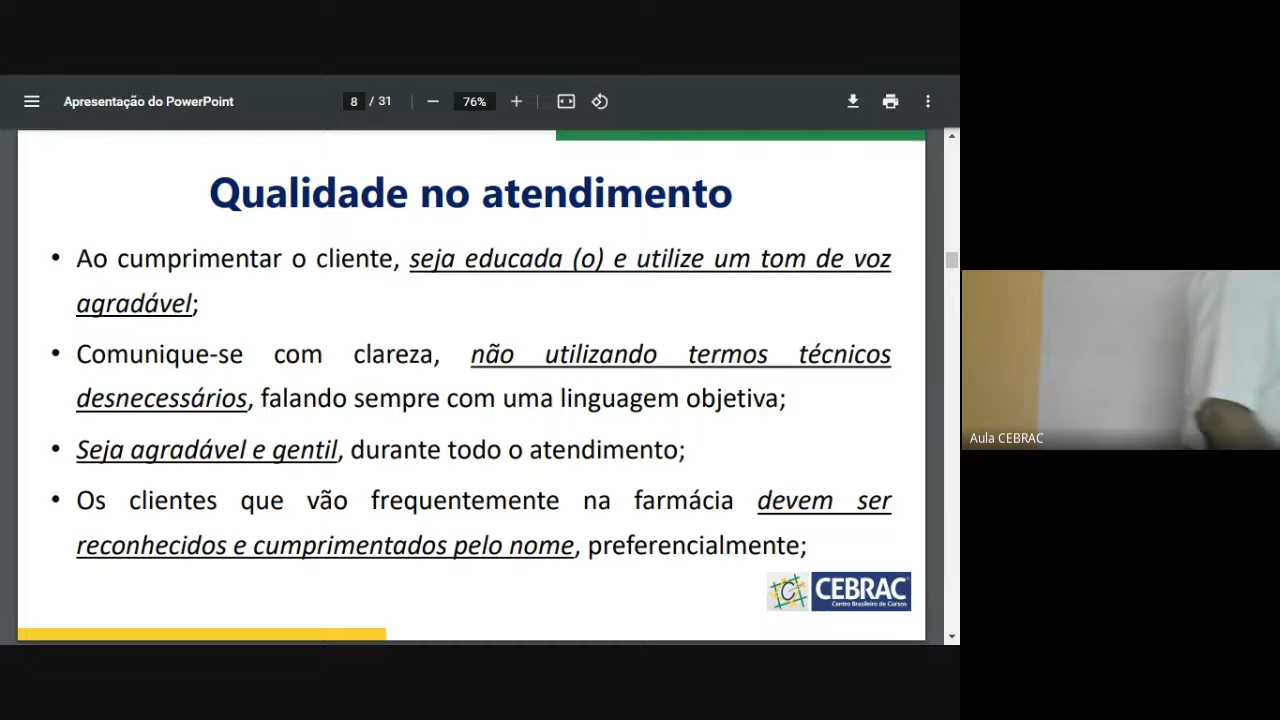 Apresentação do PowerPoint 8 / 31 76%
Qualidade no atendimento
• Ao cumprimentar o cliente, seja educada (o) e utilize um tom de voz
agradável;
• Comunique-se com clareza, não utilizando termos técnicos
desnecessários, falando sempre com uma linguagem objetiva;
• Seja agradável e gentil, durante todo o atendimento;
• Os clientes que vão frequentemente na farmácia devem ser
reconhecidos e cumprimentados pelo nome, preferencialmente;
CEBRAC
Centro Brasileiro de Cursos
Aula CEBRAC